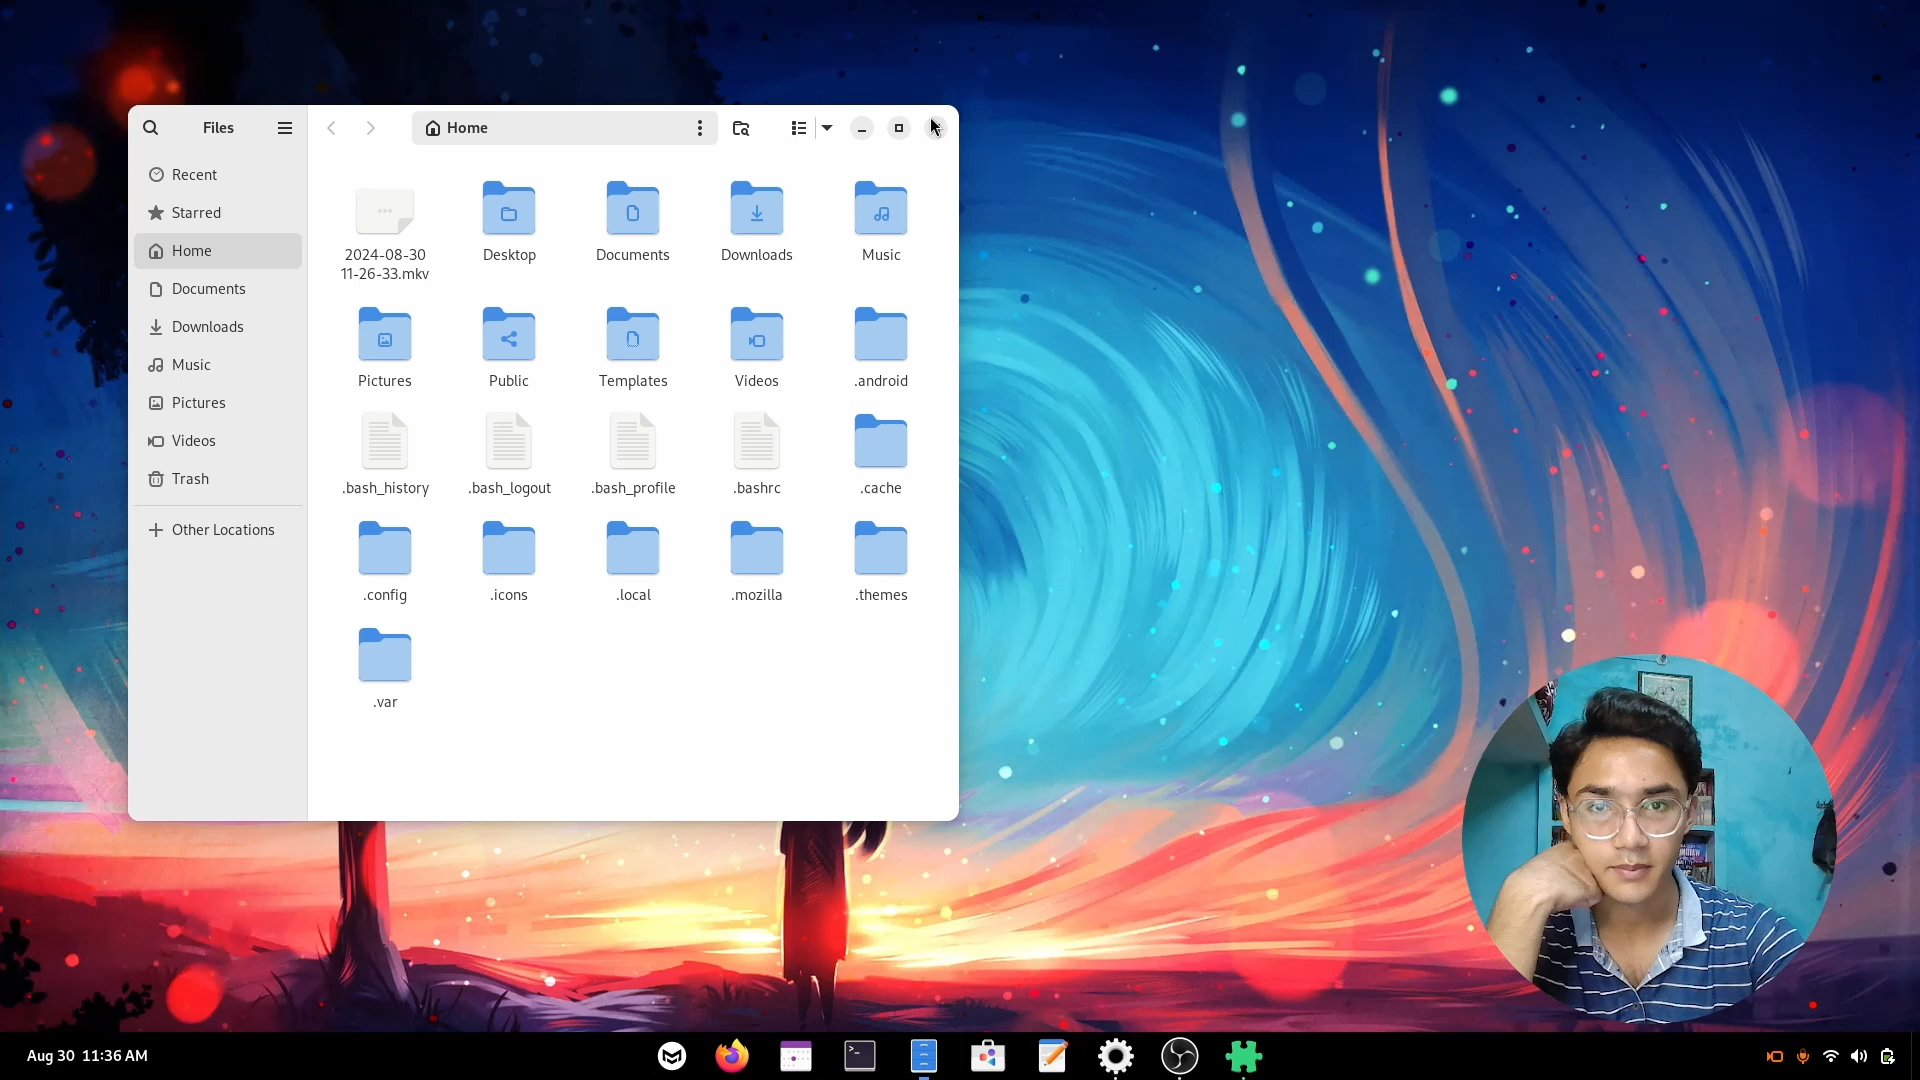 Files
Home
Recent
Starred
Home
Documents
Downloads
Music
Pictures
Videos
Trash
Other Locations
2024-08-30
11-26-33.mkv
Desktop
Documents
Downloads
Music
Pictures
Public
Templates
Videos
.android
.bash_history
.bash_logout
.bash_profile
.bashrc
.cache
.config
.icons
.local
.mozilla
.themes
.var
Aug 30 11:36 AM